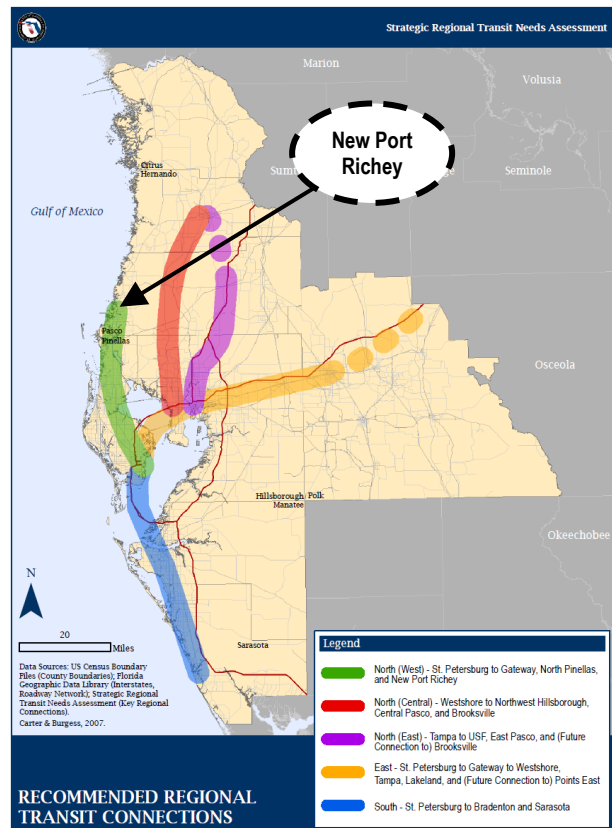 Strategic Regional Transit Needs Assessment
Marion
Volusia
New Port
Richey
Citrus
Hernando
Seminole
Gulf of Mexico
Pasco
Pinellas
Osceola
Hillsborough Polk
Manatee
Okeechobee
N
20
Miles
Sarasota
Data Sources: US Census Boundary
Files (County Boundaries); Florida
Geographic Data Library (Interstates,
Roadway Network); Strategic Regional
Transit Needs Assessment (Key Regional
Connections).
Carter & Burgess, 2007.
Legend
North (West) - St. Petersburg to Gateway, North Pinellas,
and New Port Richey
North (Central) - Westshore to Northwest Hillsborough,
Central Pasco, and Brooksville
North (East) - Tampa to USF, East Pasco, and (Future
Connection to) Brooksville
East - St. Petersburg to Gateway to Westshore,
Tampa, Lakeland, and (Future Connection to) Points East
South - St. Petersburg to Bradenton and Sarasota
RECOMMENDED REGIONAL
TRANSIT CONNECTIONS